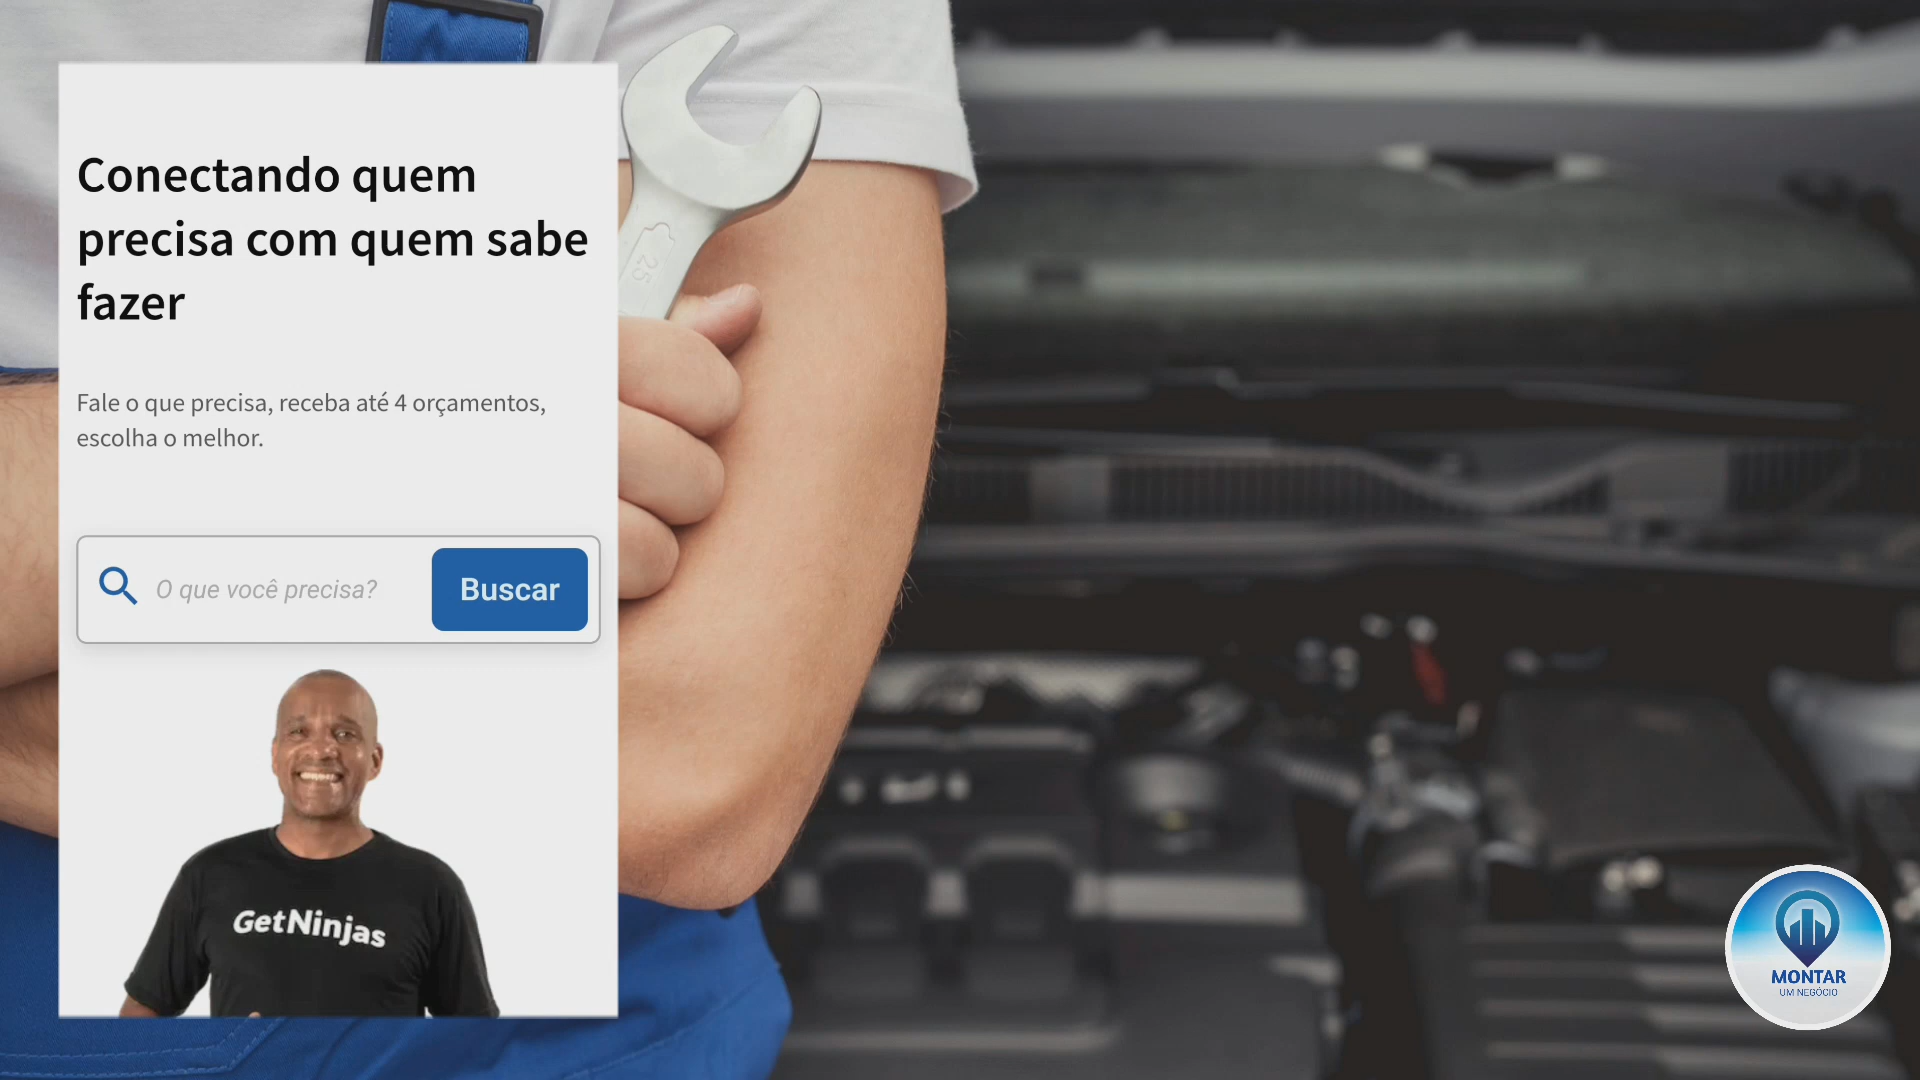 Conectando quem
precisa com quem sabe
fazer
Fale o que precisa, receba até 4 orçamentos,
escolha o melhor.
O que você precisa?
Buscar
GetNinjas
25
MONTAR
UM NEGÓCIO